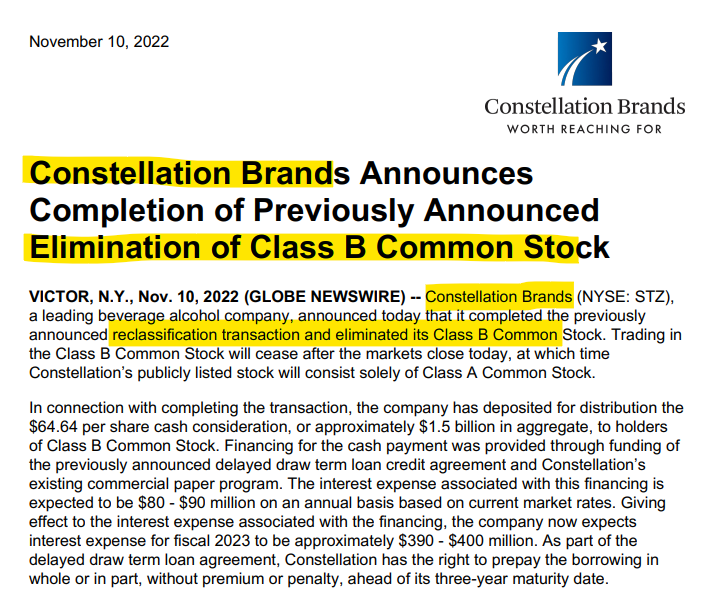 November 10, 2022
Constellation Brands
WORTH REACHING FOR
Constellation Brands Announces
Completion of Previously Announced
Elimination of Class B Common Stock
VICTOR, N.Y., Nov. 10, 2022 (GLOBE NEWSWIRE) -- Constellation Brands (NYSE: STZ),
a leading beverage alcohol company, announced today that it completed the previously
announced reclassification transaction and eliminated its Class B Common Stock. Trading in
the Class B Common Stock will cease after the markets close today, at which time
Constellation’s publicly listed stock will consist solely of Class A Common Stock.
In connection with completing the transaction, the company has deposited for distribution the
$64.64 per share cash consideration, or approximately $1.5 billion in aggregate, to holders
of Class B Common Stock. Financing for the cash payment was provided through funding of
the previously announced delayed draw term loan credit agreement and Constellation’s
existing commercial paper program. The interest expense associated with this financing is
expected to be $80 - $90 million on an annual basis based on current market rates. Giving
effect to the interest expense associated with the financing, the company now expects
interest expense for fiscal 2023 to be approximately $390 - $400 million. As part of the
delayed draw term loan agreement, Constellation has the right to prepay the borrowing in
whole or in part, without premium or penalty, ahead of its three-year maturity date.